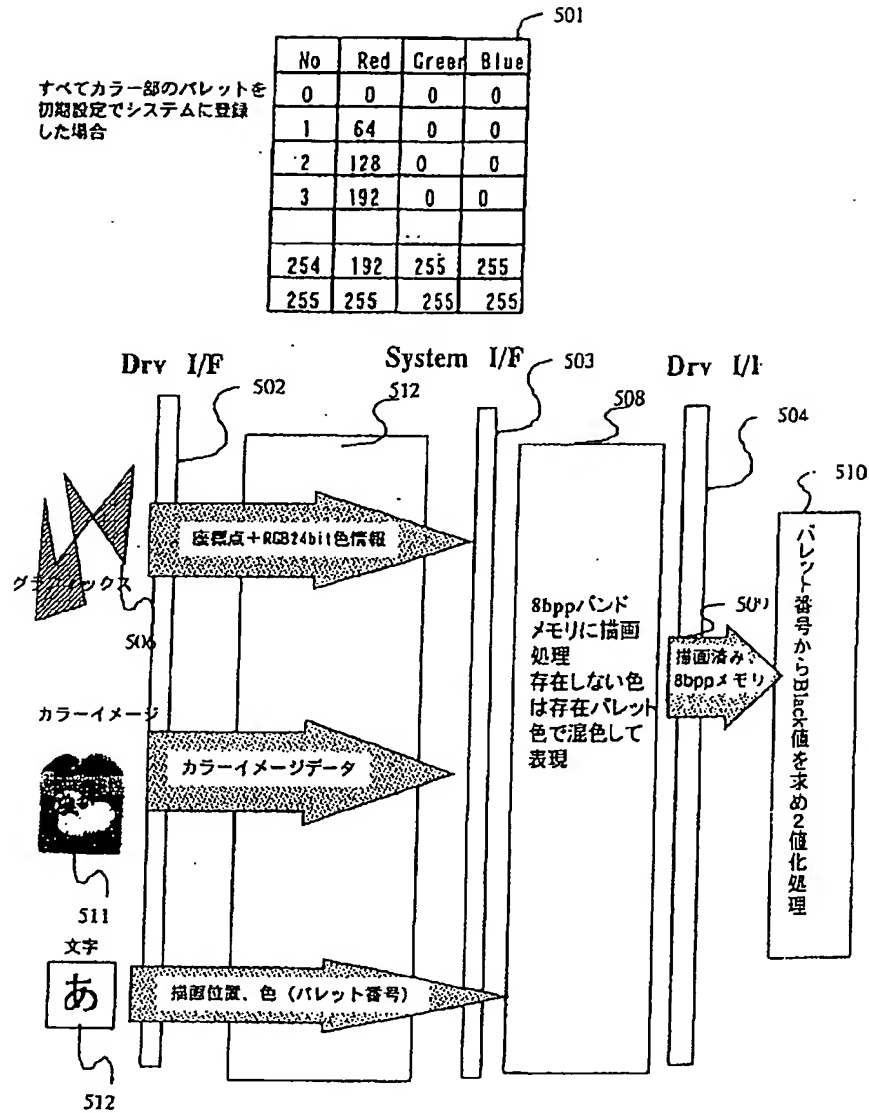 501
No Red Green Blue
0 0 0 0
1 64 0 0
2 128 0 0
3 192 0 0
254 192 255 255
255 255 255 255
すべてカラー部のパレットを
初期設定でシステムに登録
した場合
Drv I/F
System I/F
Drv I/F
502
512
503
508
504
510
グラフィックス
506
座標点+RGB24bit色情報
カラーイメージ
511
カラーイメージデータ
文字
あ
512
描画位置、色(パレット番号)
8bppバンド
メモリに描画
処理
存在しない色
は存在パレット
色で混色して
表現
509
描画済み、
8bppメモリ
パレット番号からBlack値を求め2値化処理